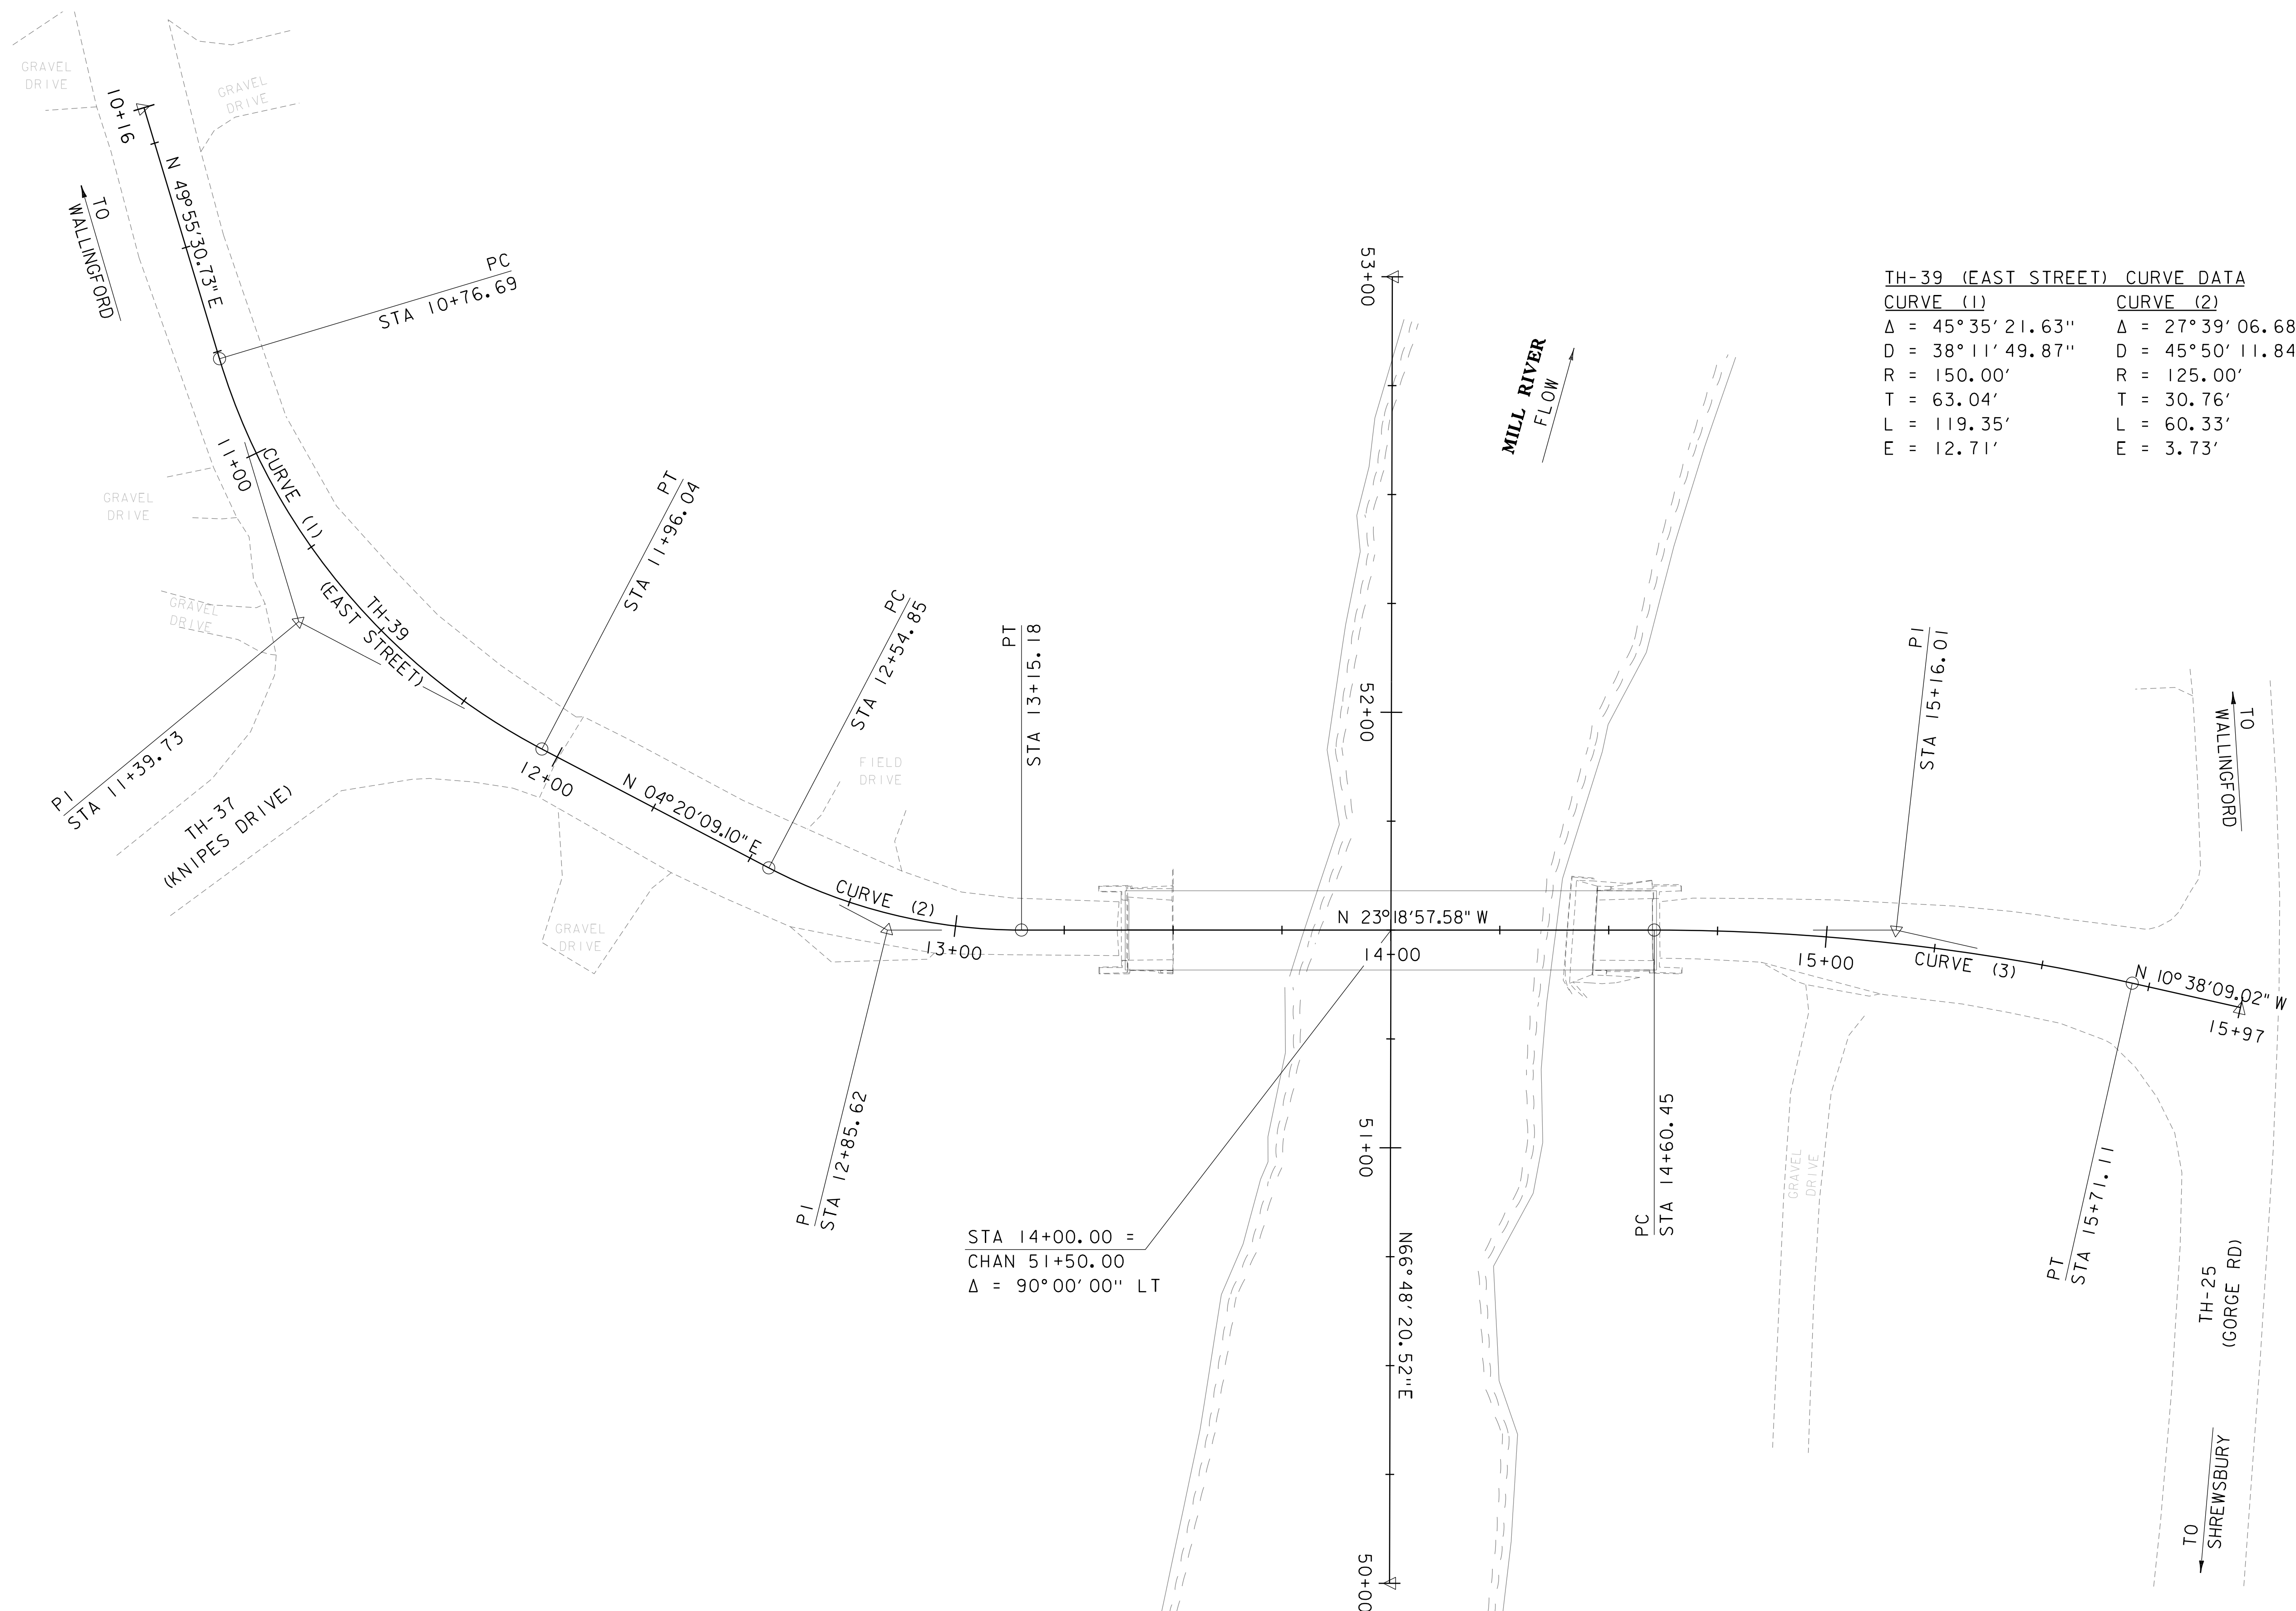 GRAVEL
DRIVE
GRAVEL
DRIVE
10+16
N 49°55'30.73" E
TO
WALLINGFORD
PC
STA 10+76.69
11+00
CURVE (1)
GRAVEL
DRIVE
GRAVEL
DRIVE
TH-39
(EAST STREET)
PI
STA 11+39.73
TH-37
(KNIPES DRIVE)
PT
STA 11+96.04
12+00
N 04°20'09.10" E
PC
STA 12+54.85
FIELD
DRIVE
GRAVEL
DRIVE
CURVE (2)
PI
STA 12+85.62
13+00
PT
STA 13+15.18
53+00
52+00
MILL RIVER
FLOW
N 23°18'57.58" W
14+00
51+00
STA 14+00.00 =
CHAN 51+50.00
Δ = 90°00'00" LT
N66°48'20.52"E
50+00
PC
STA 14+60.45
TH-39 (EAST STREET) CURVE DATA
CURVE (1)
Δ = 45°35'21.63"
D = 38°11'49.87"
R = 150.00'
T = 63.04'
L = 119.35'
E = 12.71'
CURVE (2)
Δ = 27°39'06.68
D = 45°50'11.84
R = 125.00'
T = 30.76'
L = 60.33'
E = 3.73'
PI
STA 15+16.01
15+00
CURVE (3)
N 10°38'09.02" W
15+97
TO
WALLINGFORD
GRAVEL
DRIVE
PT
STA 15+71.11
TH-25
(GORGE RD)
TO
SHREWSBURY